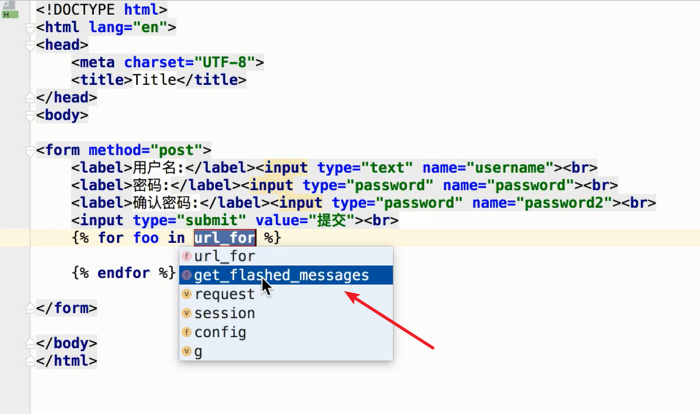 <!DOCTYPE html>
<html lang="en">
<head>
    <meta charset="UTF-8">
    <title>Title</title>
</head>
<body>

<form method="post">
    <label>用户名:</label><input type="text" name="username"><br>
    <label>密码:</label><input type="password" name="password"><br>
    <label>确认密码:</label><input type="password" name="password2"><br>
    <input type="submit" value="提交"><br>
    {% for foo in url_for %}
url_for
get_flashed_messages
    {% endfor %}
request
session
</form>
config
</body>
g
</html>